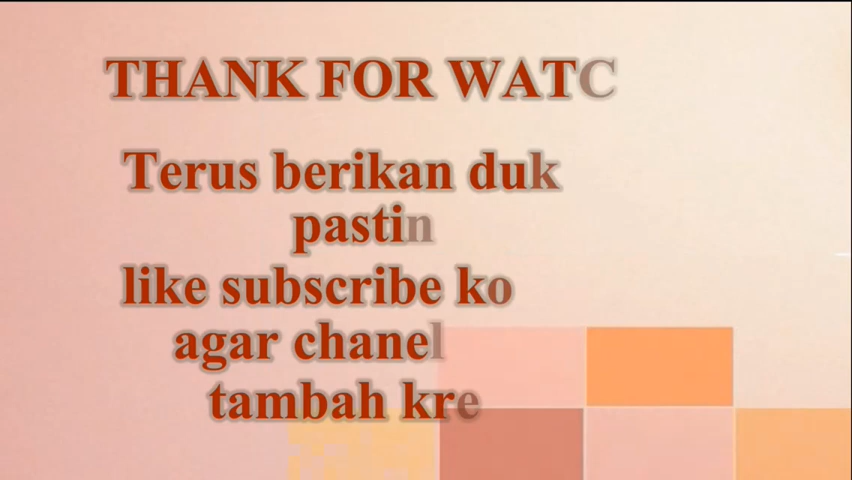 THANK FOR WATC
Terus berikan duk
pastin
like subscribe ko
agar chanel
tambah kre